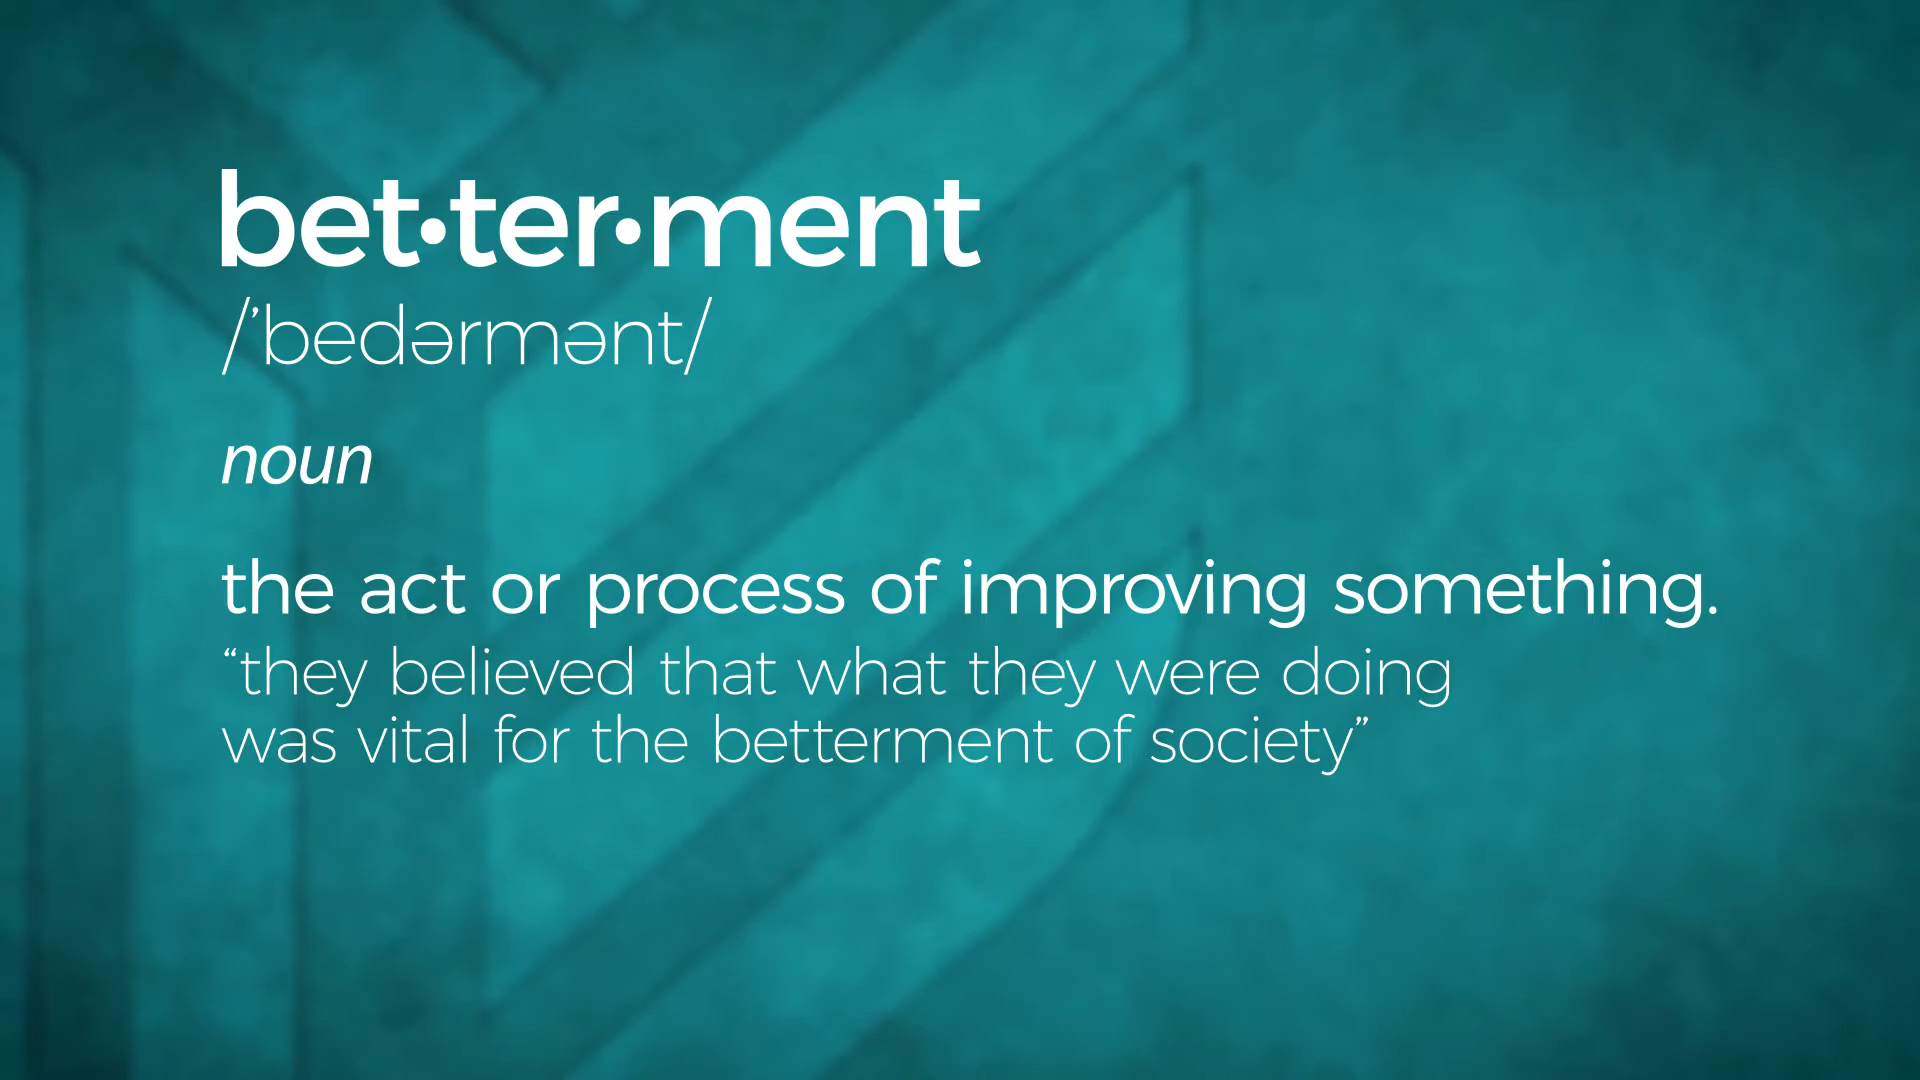 bet•ter•ment
/ˈbedərmənt/
noun
the act or process of improving something.
“they believed that what they were doing
was vital for the betterment of society”